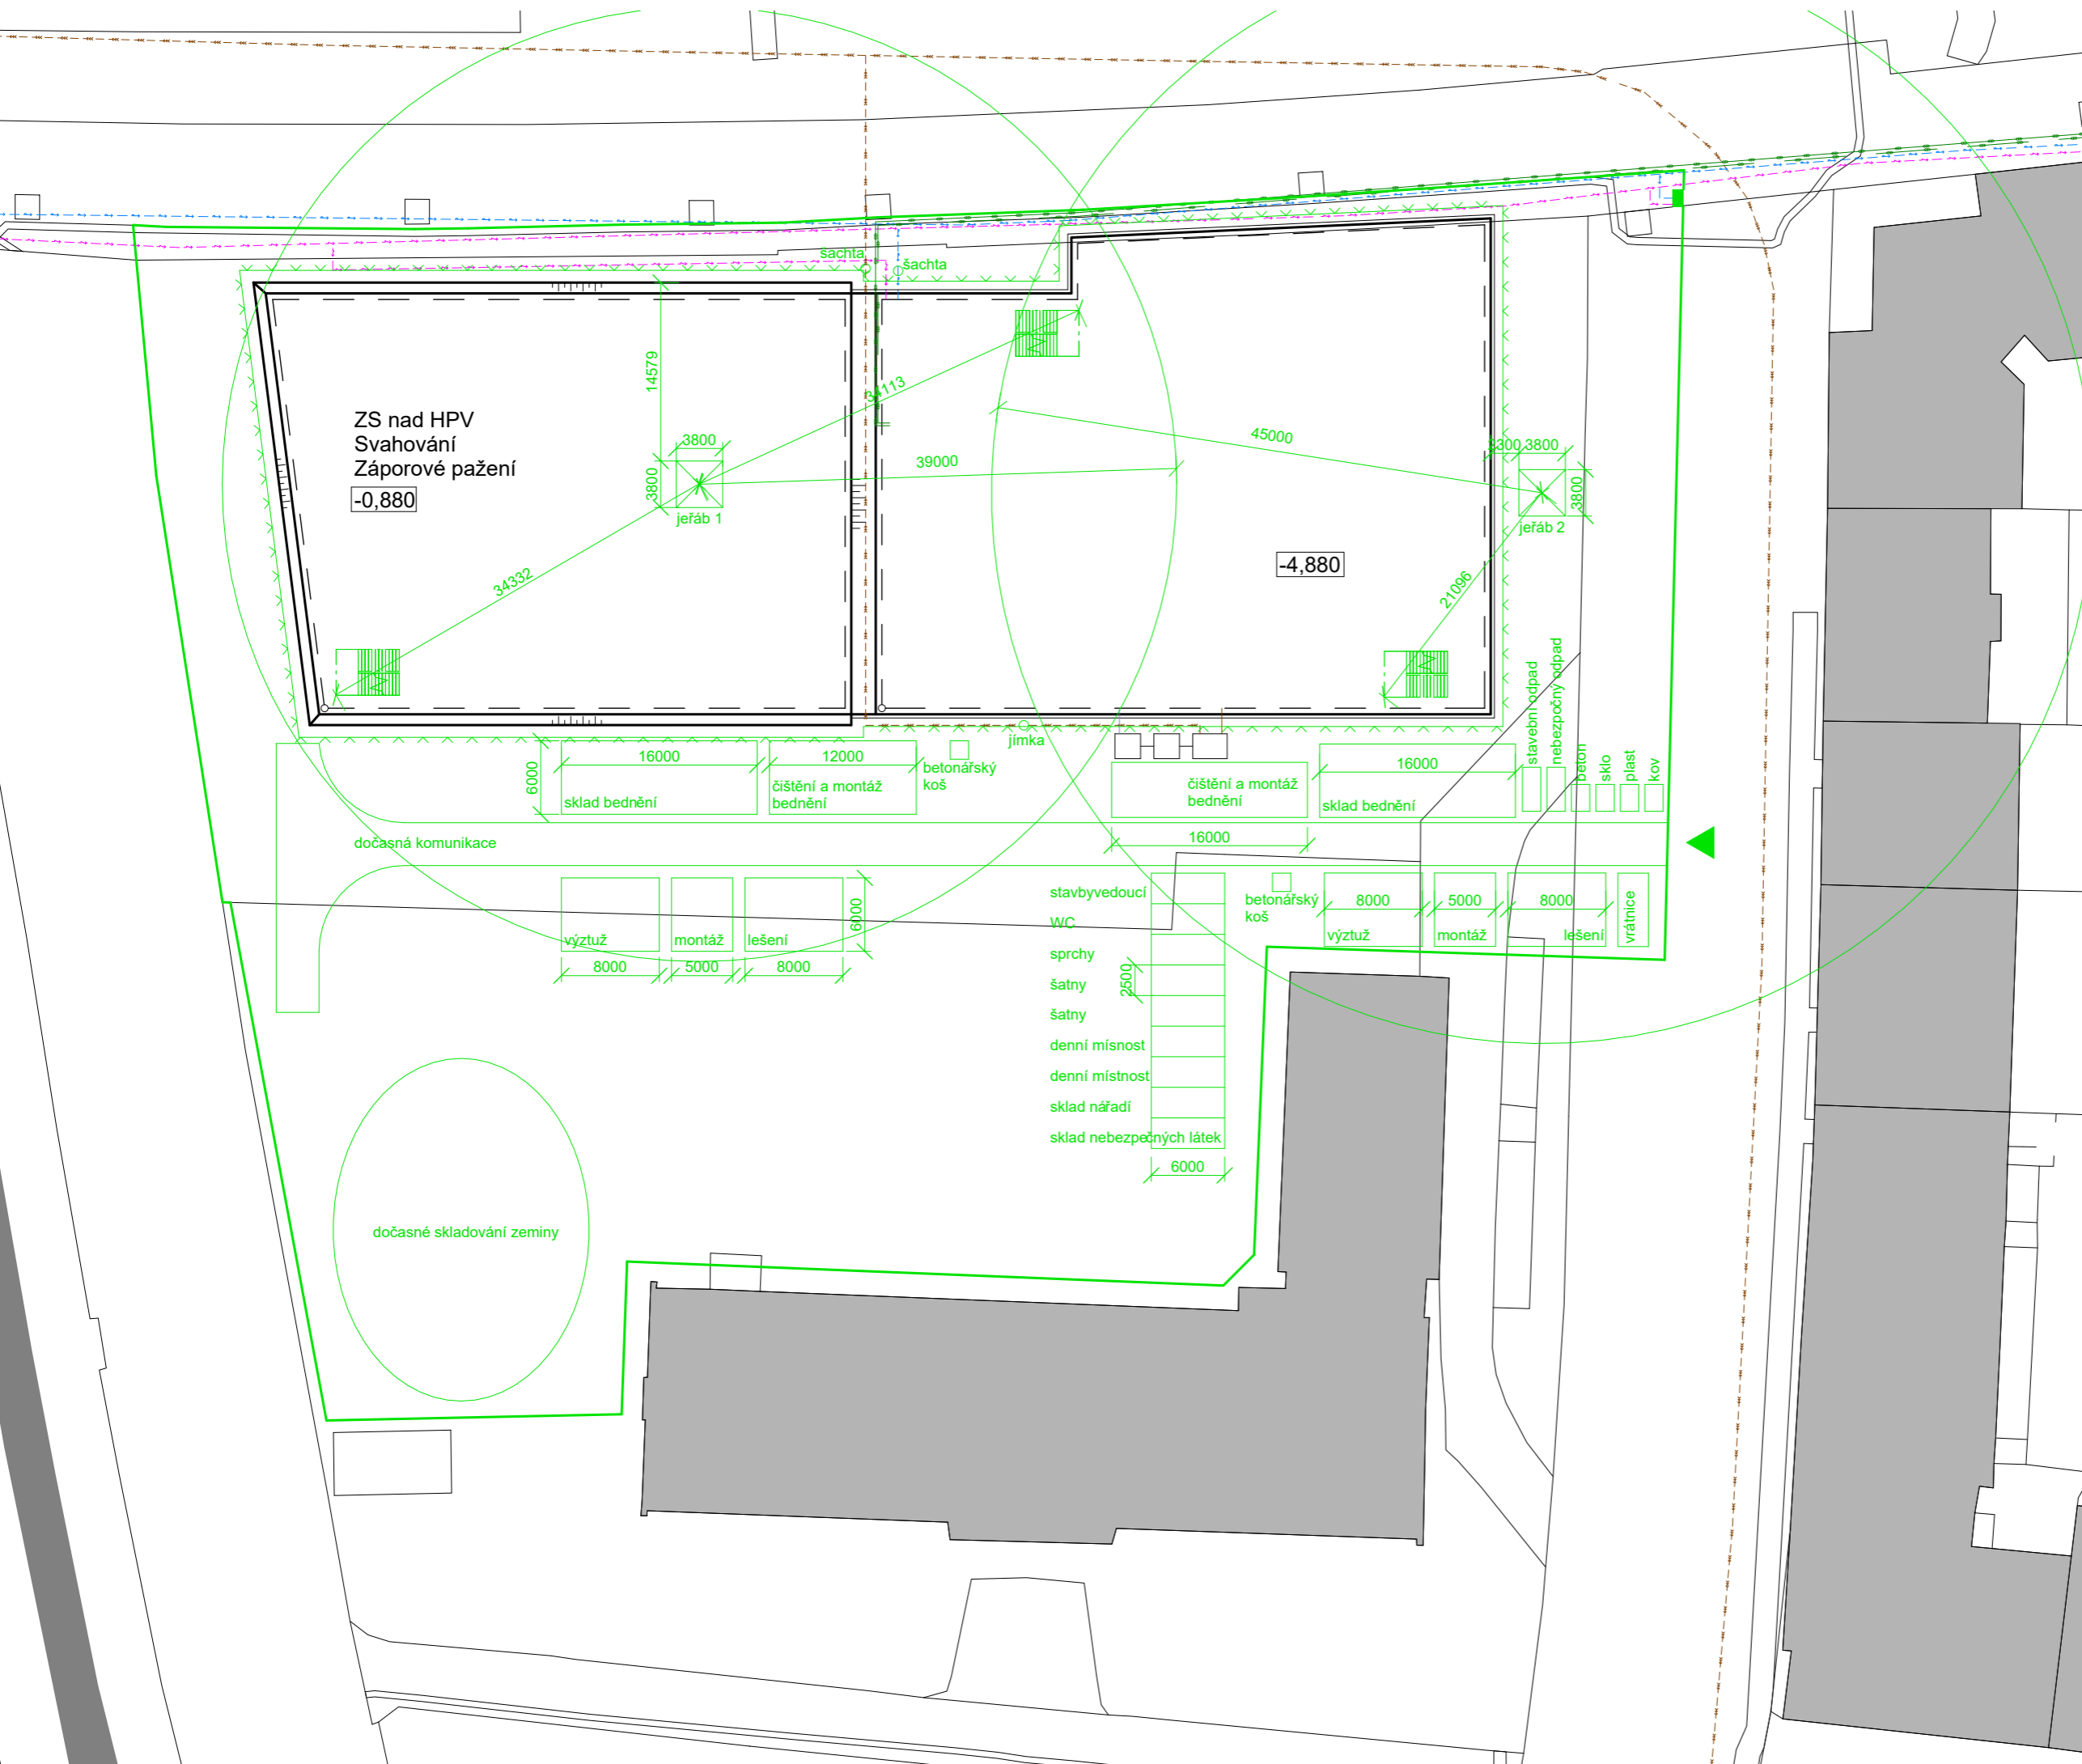 šachta
šachta
14579
34113
ZS nad HPV
Svahování
Záporové pažení
-0,880
3800
3800
jeřáb 1
39000
45000
3800
3800
jeřáb 2
-4,880
34332
21096
stavební odpad
nebezpočný odpad
beton
sklo
plast
kov
jímka
6000
16000
sklad bednění
12000
čištění a montáž
bednění
betonářský
koš
čištění a montáž
bednění
16000
sklad bednění
16000
dočasná komunikace
výztuž
8000
montáž
5000
lešení
8000
6000
stavbyvedoucí
WC
sprchy
šatny
šatny
denní mísnost
denní místnost
sklad nářadí
sklad nebezpečných látek
2500
6000
betonářský
koš
8000
výztuž
5000
montáž
8000
lešení
vrátnice
dočasné skladování zeminy